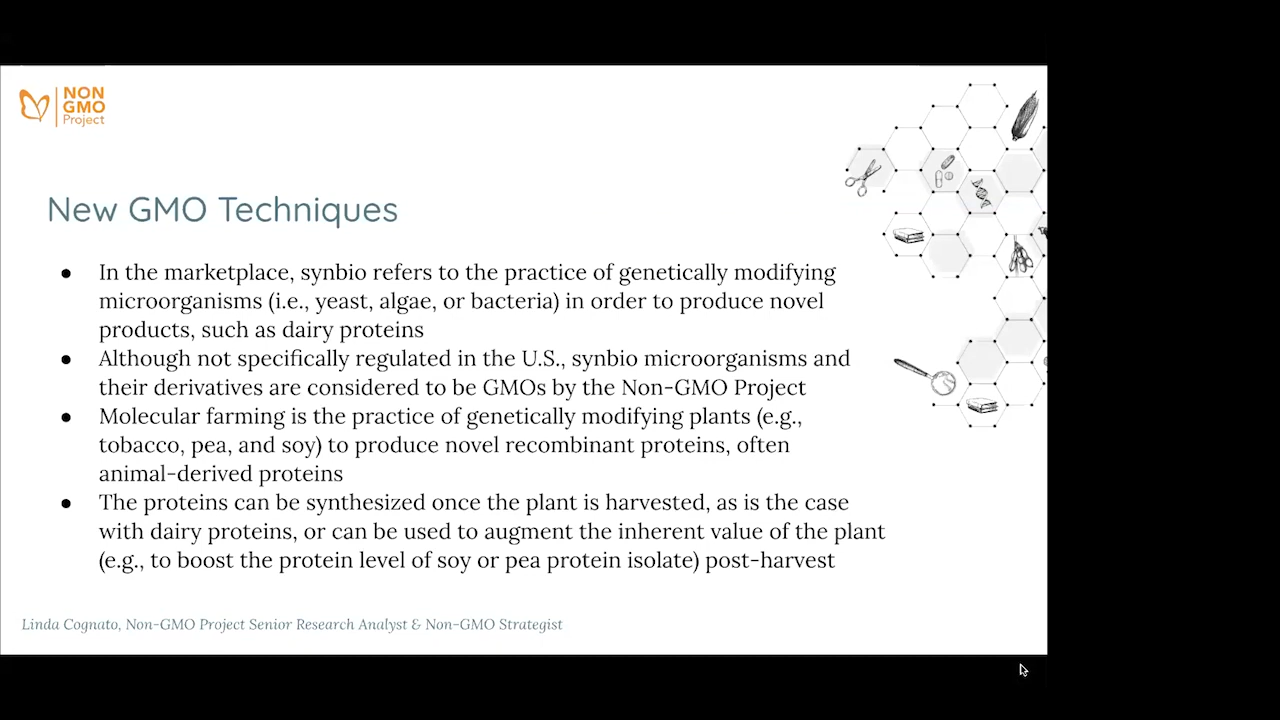 NON
GMO
Project
New GMO Techniques
● In the marketplace, synbio refers to the practice of genetically modifying
microorganisms (i.e., yeast, algae, or bacteria) in order to produce novel
products, such as dairy proteins
● Although not specifically regulated in the U.S., synbio microorganisms and
their derivatives are considered to be GMOs by the Non-GMO Project
● Molecular farming is the practice of genetically modifying plants (e.g.,
tobacco, pea, and soy) to produce novel recombinant proteins, often
animal-derived proteins
● The proteins can be synthesized once the plant is harvested, as is the case
with dairy proteins, or can be used to augment the inherent value of the plant
(e.g., to boost the protein level of soy or pea protein isolate) post-harvest
Linda Cognato, Non-GMO Project Senior Research Analyst & Non-GMO Strategist